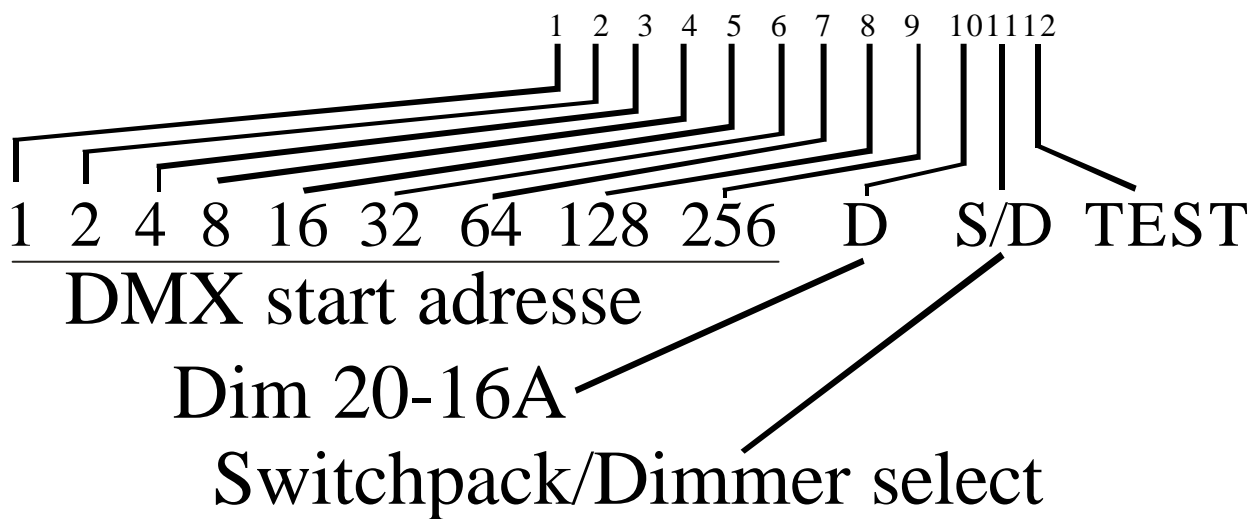 1 2 3 4 5 6 7 8 9 10 11 12
1 2 4 8 16 32 64 128 256 D S/D TEST
DMX start adresse
Dim 20-16A
Switchpack/Dimmer select